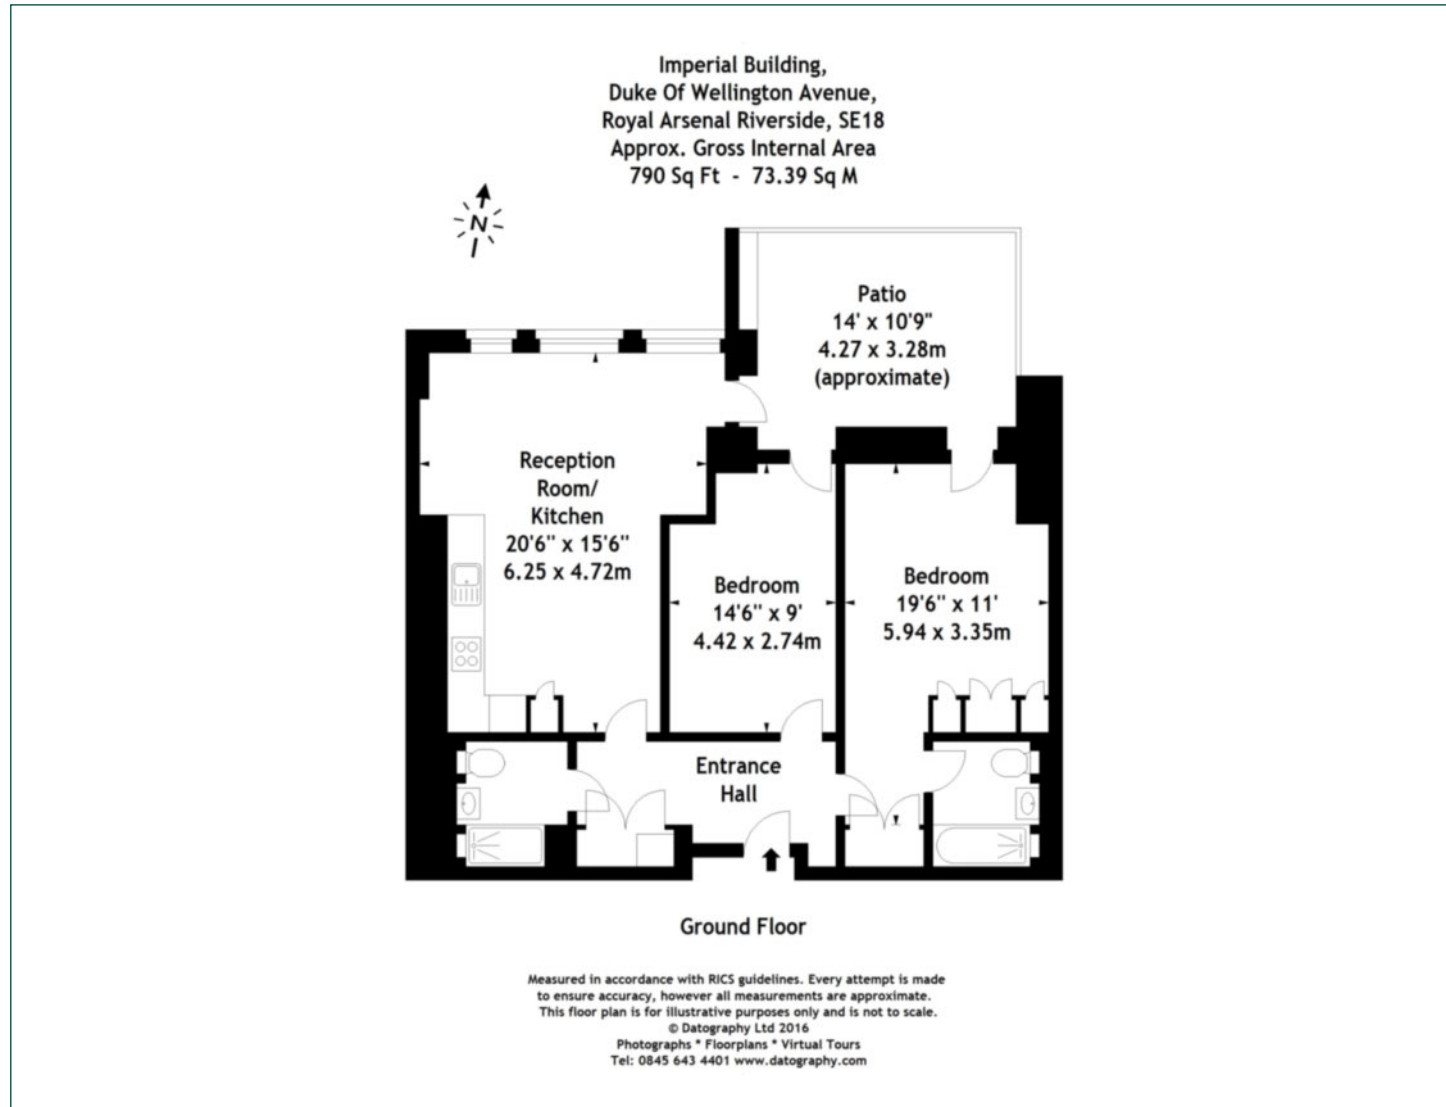 Imperial Building,
Duke Of Wellington Avenue,
Royal Arsenal Riverside, SE18
Approx. Gross Internal Area
790 Sq Ft - 73.39 Sq M
N
Patio
14' x 10'9"
4.27 x 3.28m
(approximate)
Reception
Room/
Kitchen
20'6" x 15'6"
6.25 x 4.72m
Bedroom
14'6" x 9'
4.42 x 2.74m
Bedroom
19'6" x 11'
5.94 x 3.35m
Entrance
Hall
Ground Floor
Measured in accordance with RICS guidelines. Every attempt is made
to ensure accuracy, however all measurements are approximate.
This floor plan is for illustrative purposes only and is not to scale.
© Datography Ltd 2016
Photographs * Floorplans * Virtual Tours
Tel: 0845 643 4401 www.datography.com